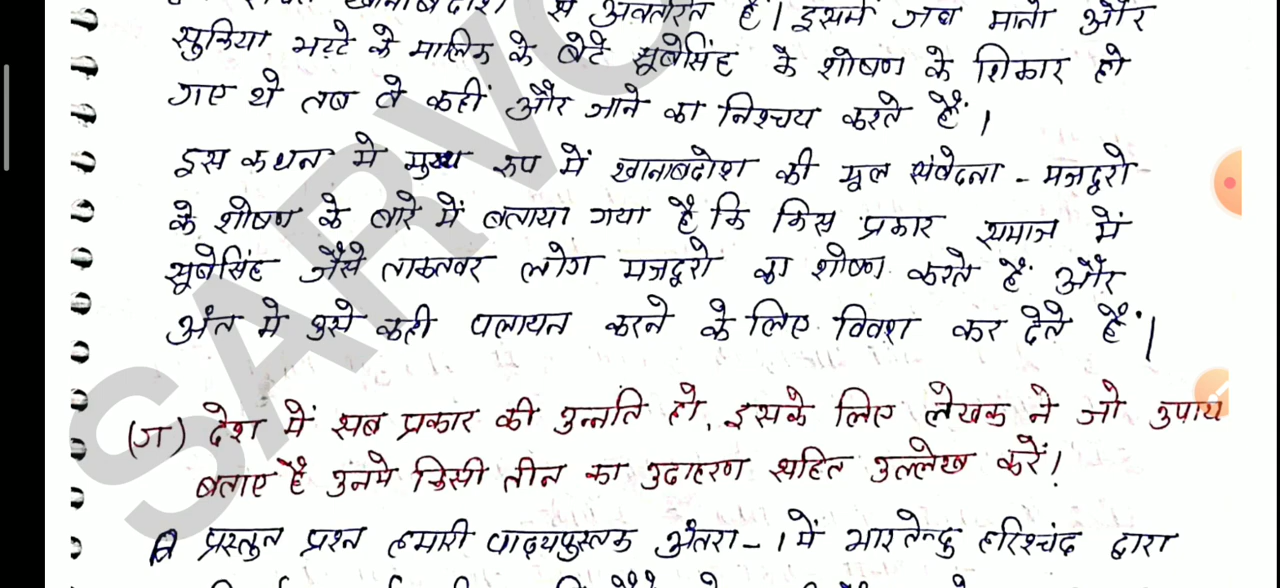 खानाबदोश से अवतरित है। इसमें जब मानो और
सुकिया भट्टे के मालिक के बेटे सूबेसिंह के शोषण के शिकार हो
गए थे तब वे कहीं और जाने का निश्चय करते हैं।
इस कथन मे मुख्य रुप में खानाबदोश की मूल संवेदना - मजदूरो
के शोषण के बारे में बताया गया है कि किस प्रकार समाज में
सूबेसिंह जैसे ताकतवर लोग मजदूरो का शोषण करते हैं और
अंत मे उसे कही पलायन करने के लिए विवश कर देते हैं।
(ज) देश में सब प्रकार की उन्नति हो, इसके लिए लेखक ने जो उपाय
बताए है उनमे किसी तीन का उदाहरण सहित उल्लेख करें।
प्रस्तुत प्रश्न हमारी पाठ्यपुस्तक अंतरा-1 में भारतेन्दु हरिश्चंद द्वारा
SARV